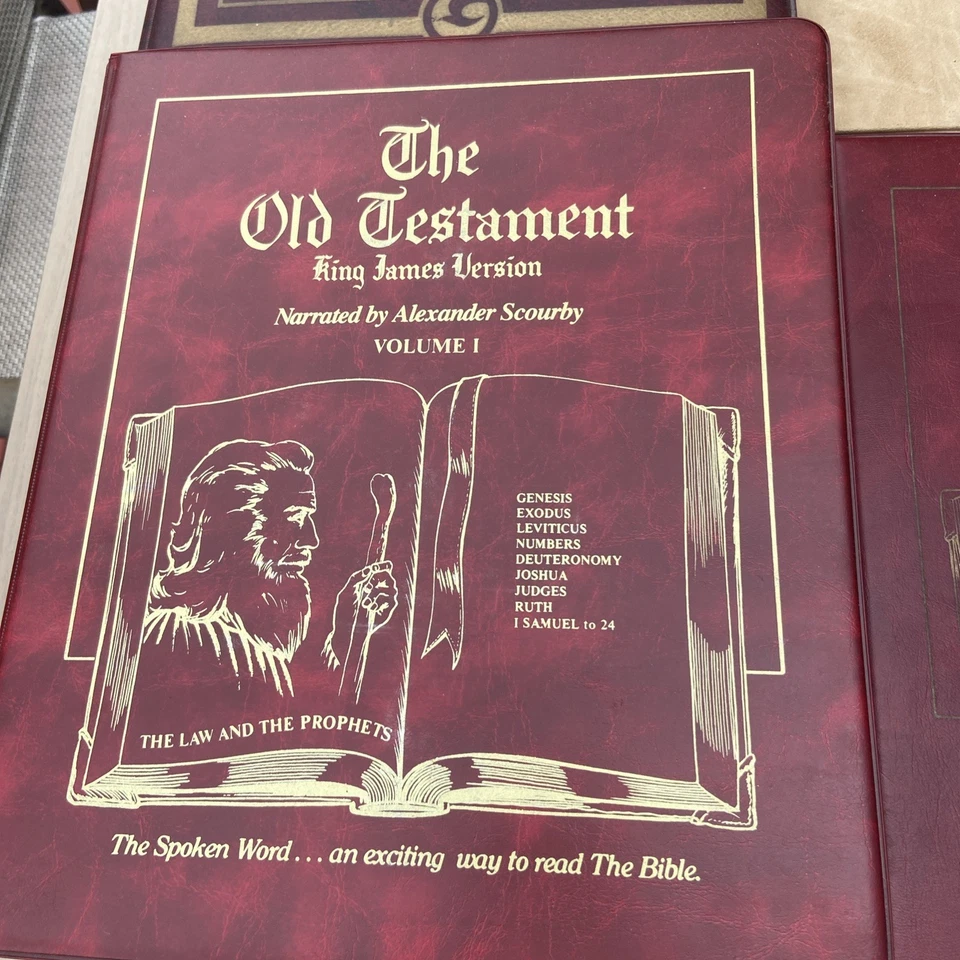 The
Old Testament
King James Version
Narrated by Alexander Scourby
VOLUME I
GENESIS
EXODUS
LEVITICUS
NUMBERS
DEUTERONOMY
JOSHUA
JUDGES
RUTH
I SAMUEL to 24
THE LAW AND THE PROPHETS
The Spoken Word... an exciting way to read The Bible.